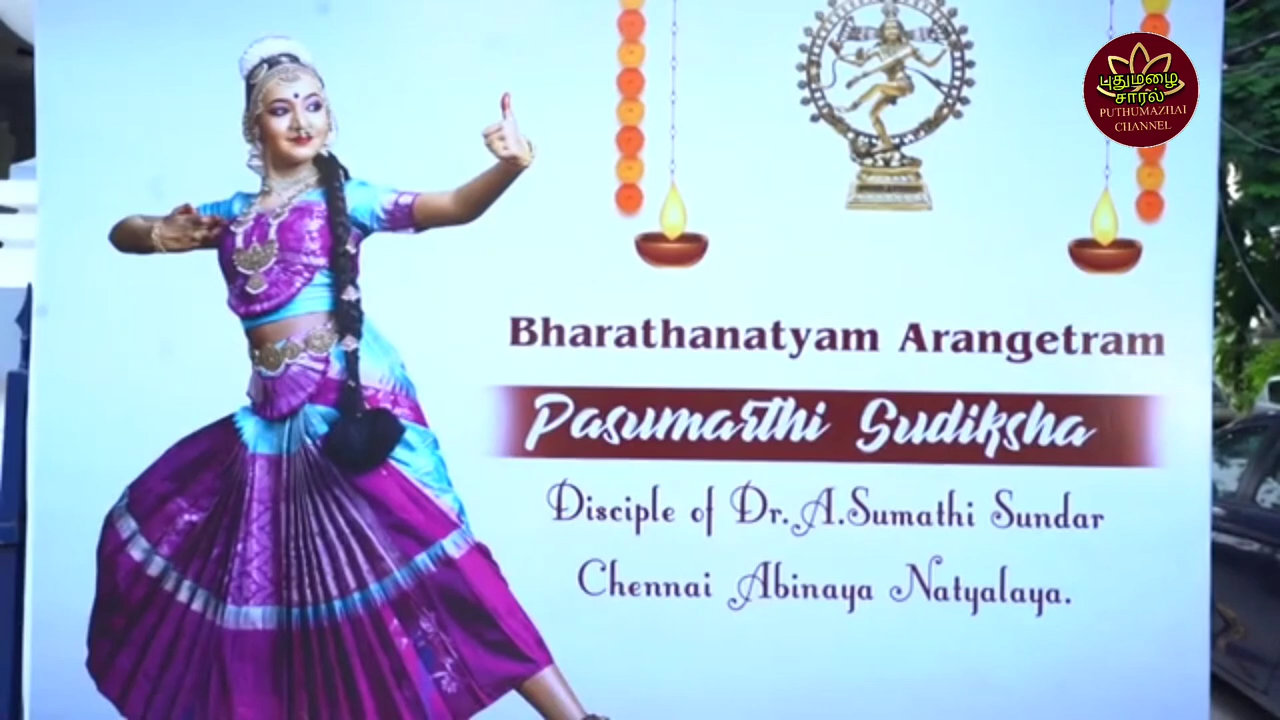 புதுமழை
சாரல்
PUTHUMAZHAI
CHANNEL
Bharathanatyam Arangetram
Pasumarthi Sudiksha
Disciple of Dr.A.Sumathi Sundar
Chennai Abinaya Natyalaya.